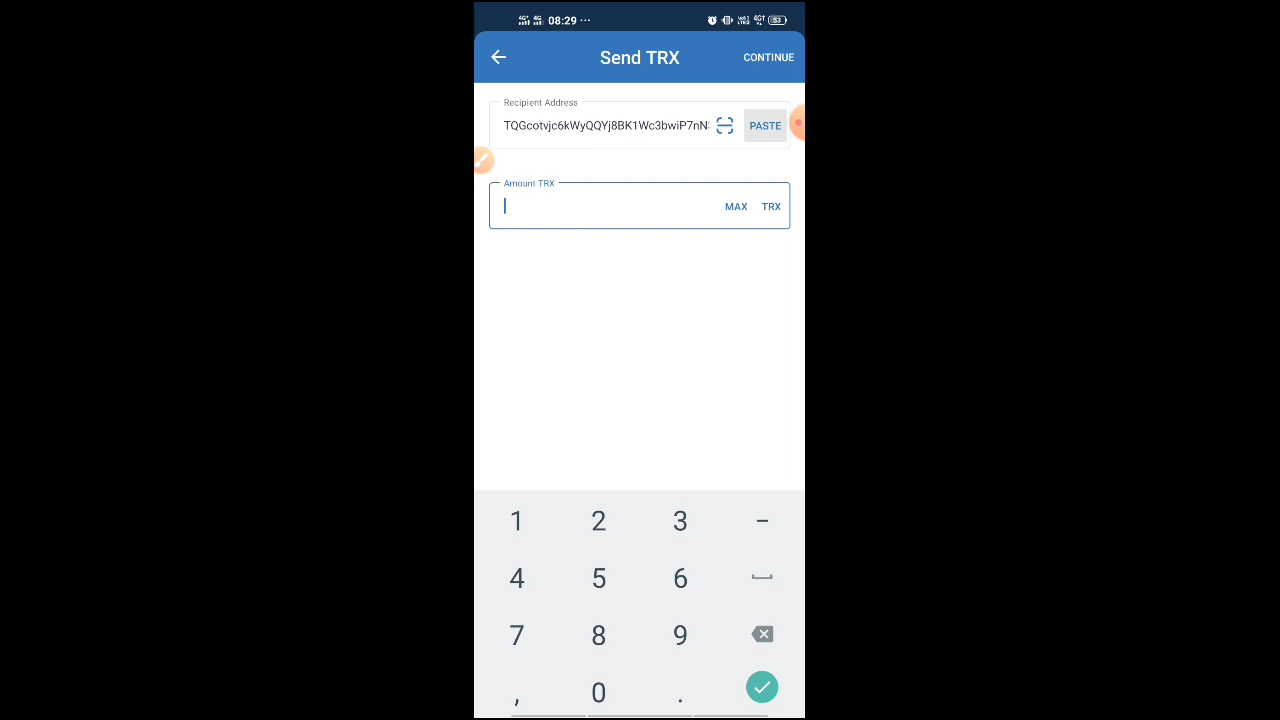 08:29 ... 53
Send TRX CONTINUE
Recipient Address
TQGcotvjc6kWyQQYj8BK1Wc3bwiP7nN PASTE
Amount TRX
MAX TRX
1 2 3 -
4 5 6
7 8 9
, 0 .